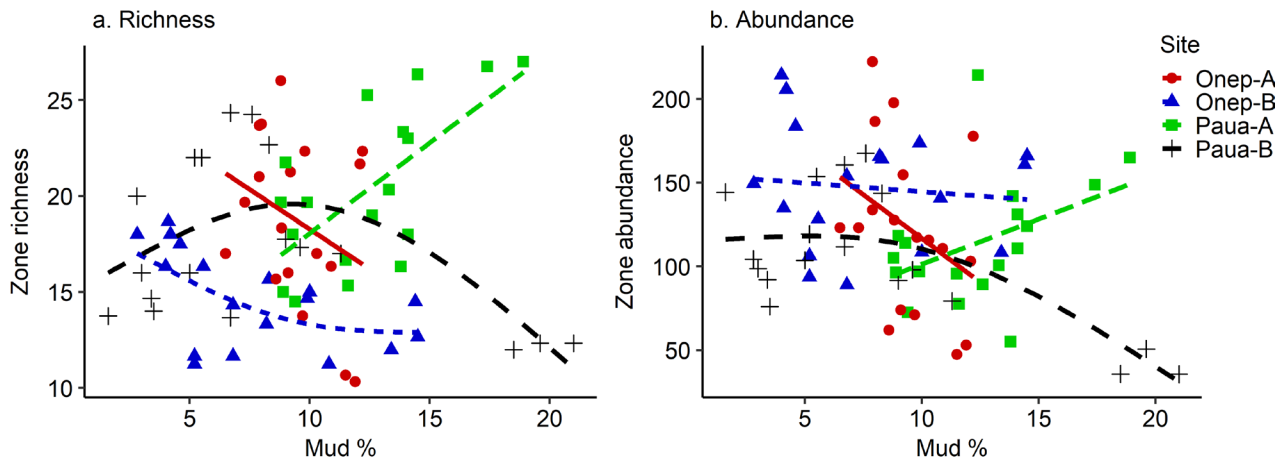 a. Richness
b. Abundance
Zone richness
25
20
15
10
5
10
15
20
Mud %
Zone abundance
200
150
100
50
5
10
15
20
Mud %
Site
Onep-A
Onep-B
Paua-A
Paua-B